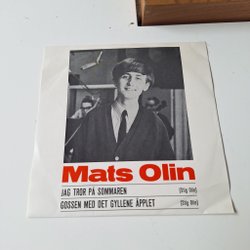 Mats Olin
JAG TROR PÅ SOMMAREN (Stig Olin)
GOSSEN MED DET GYLLENE ÄPPLET (Stig Olin)